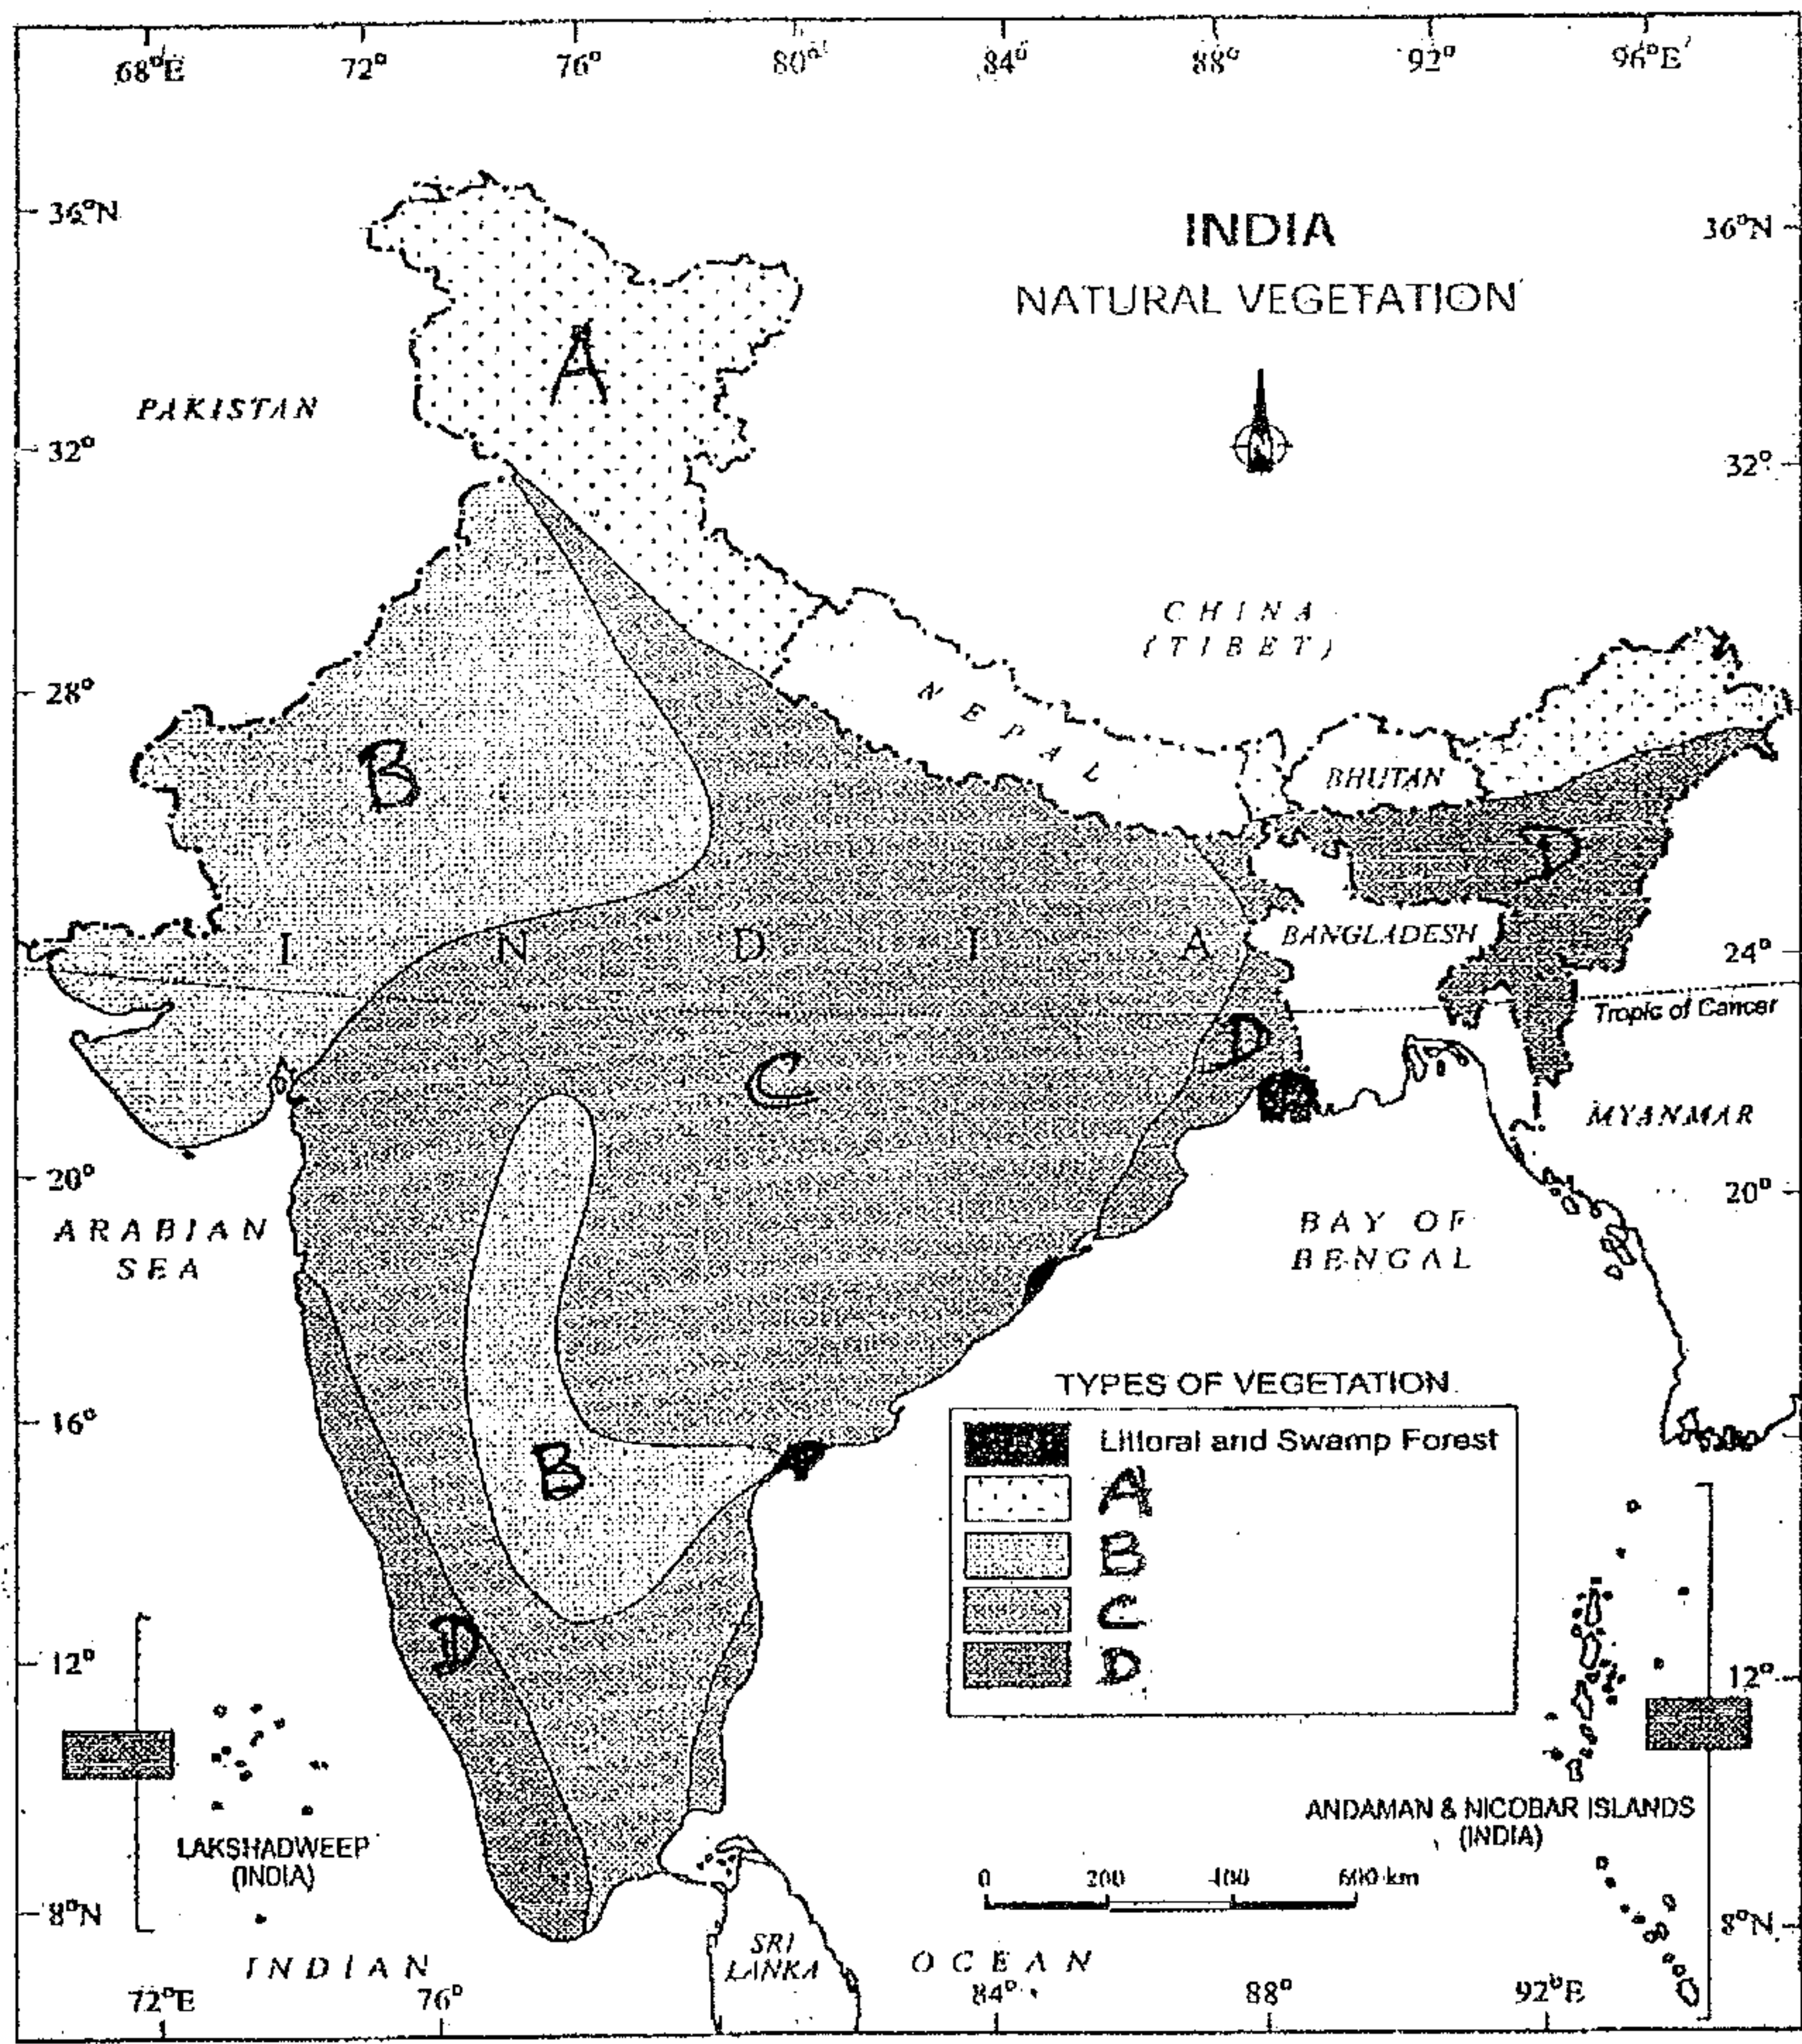 68°E 72° 76° 80° 84° 88° 92° 96°E
36°N
INDIA
36°N
NATURAL VEGETATION
A
PAKISTAN
32°
32°
CHINA
(TIBET)
28°
NEPAL
B
BHUTAN
D
I N D I A
BANGLADESH
24°
Tropic of Cancer
D
C
MYANMAR
20°
20°
ARABIAN
SEA
BAY OF
BENGAL
TYPES OF VEGETATION
16°
Littoral and Swamp Forest
B
A
B
C
D
D
12°
12°
ANDAMAN & NICOBAR ISLANDS
(INDIA)
LAKSHADWEEP
(INDIA)
0 200 400 600 km
8°N
8°N
SRI
LANKA
INDIAN OCEAN
72°E 76° 84° 88° 92°E